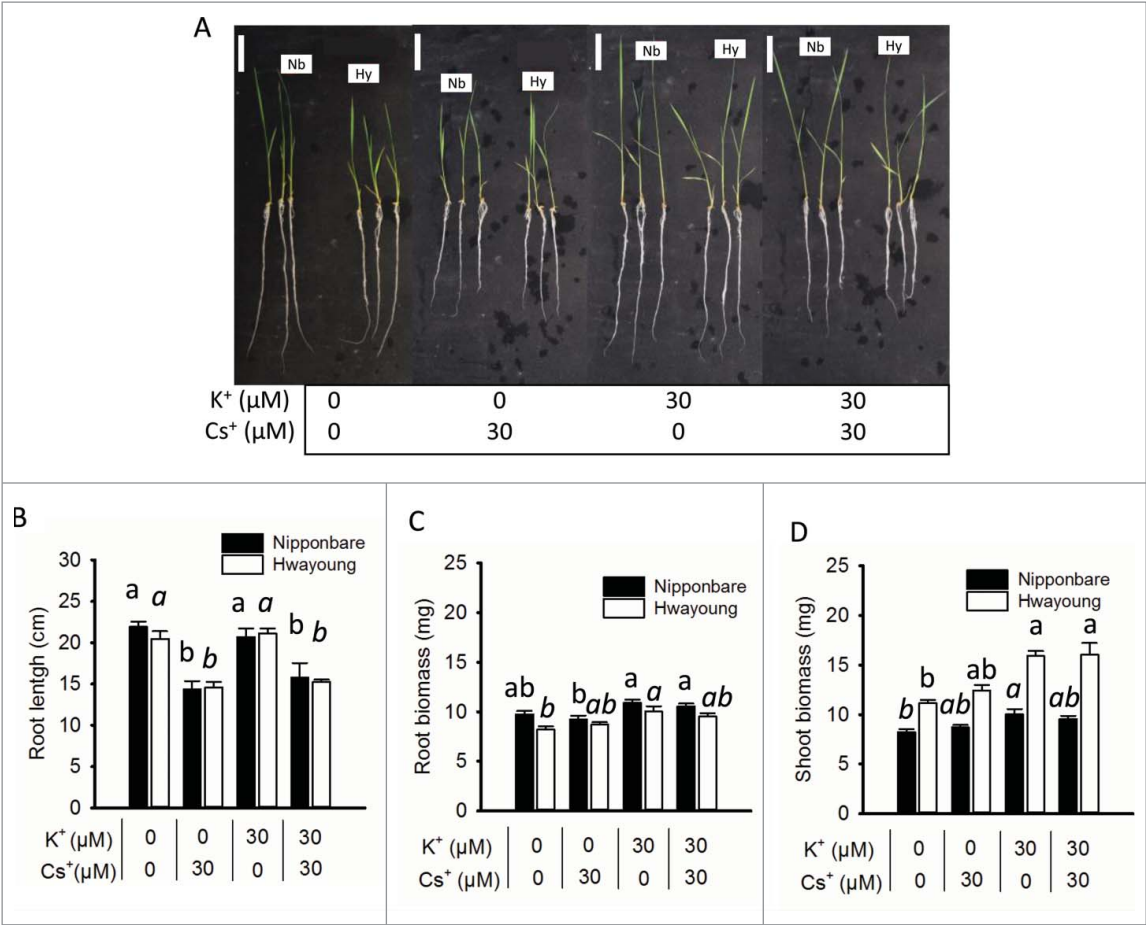 A
Nb Hy Nb Hy Nb Hy Nb Hy
K⁺ (µM) 0 0 30 30
Cs⁺ (µM) 0 30 0 30
B
Nipponbare
Hwayoung
30
25
20
15
10
5
0
Root lentgh (cm)
a a b b a a b b
K⁺ (µM) 0 0 30 30
Cs⁺(µM) 0 30 0 30
C
Nipponbare
Hwayoung
25
20
15
10
5
0
Root biomass (mg)
ab b b ab a a a ab
K⁺ (µM) 0 0 30 30
Cs⁺ (µM) 0 30 0 30
D
Nipponbare
Hwayoung
25
20
15
10
5
0
Shoot biomass (mg)
b b ab ab a a ab a
K⁺ (µM) 0 0 30 30
Cs⁺ (µM) 0 30 0 30